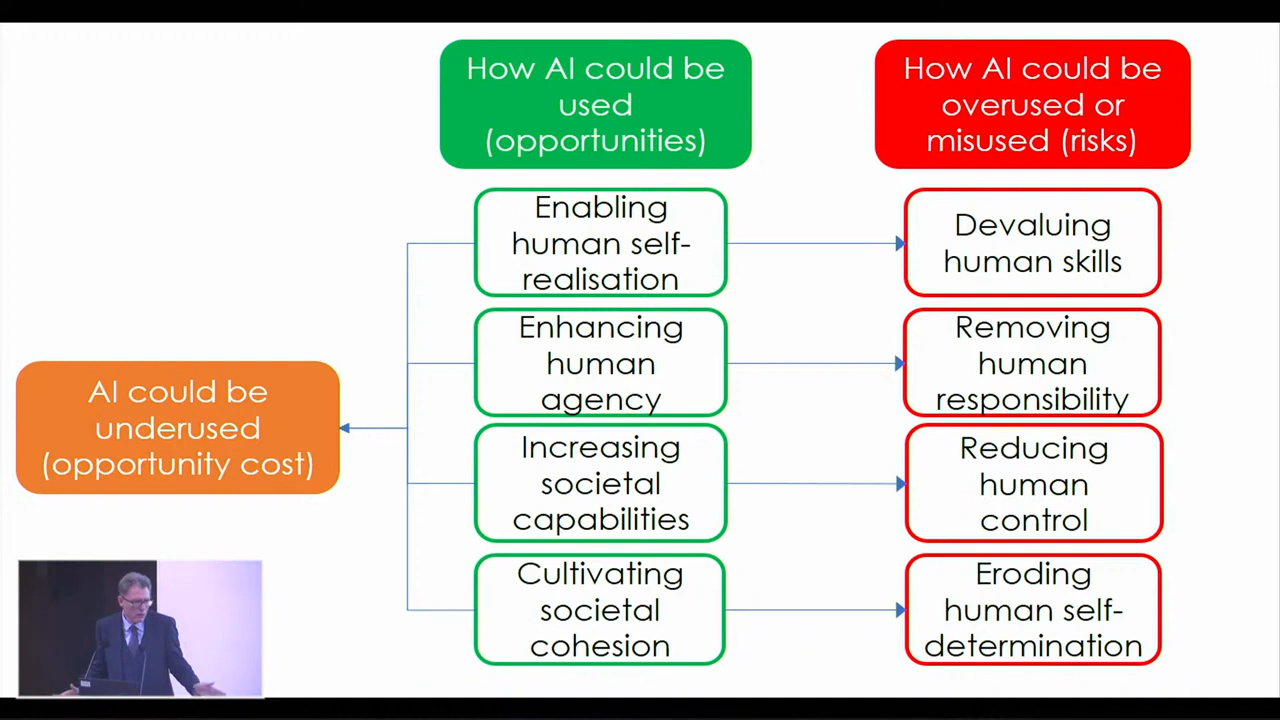 How AI could be
used
(opportunities)
How AI could be
overused or
misused (risks)
Enabling
human self-
realisation
Devaluing
human skills
Enhancing
human
agency
Removing
human
responsibility
AI could be
underused
(opportunity cost)
Increasing
societal
capabilities
Reducing
human
control
Cultivating
societal
cohesion
Eroding
human self-
determination